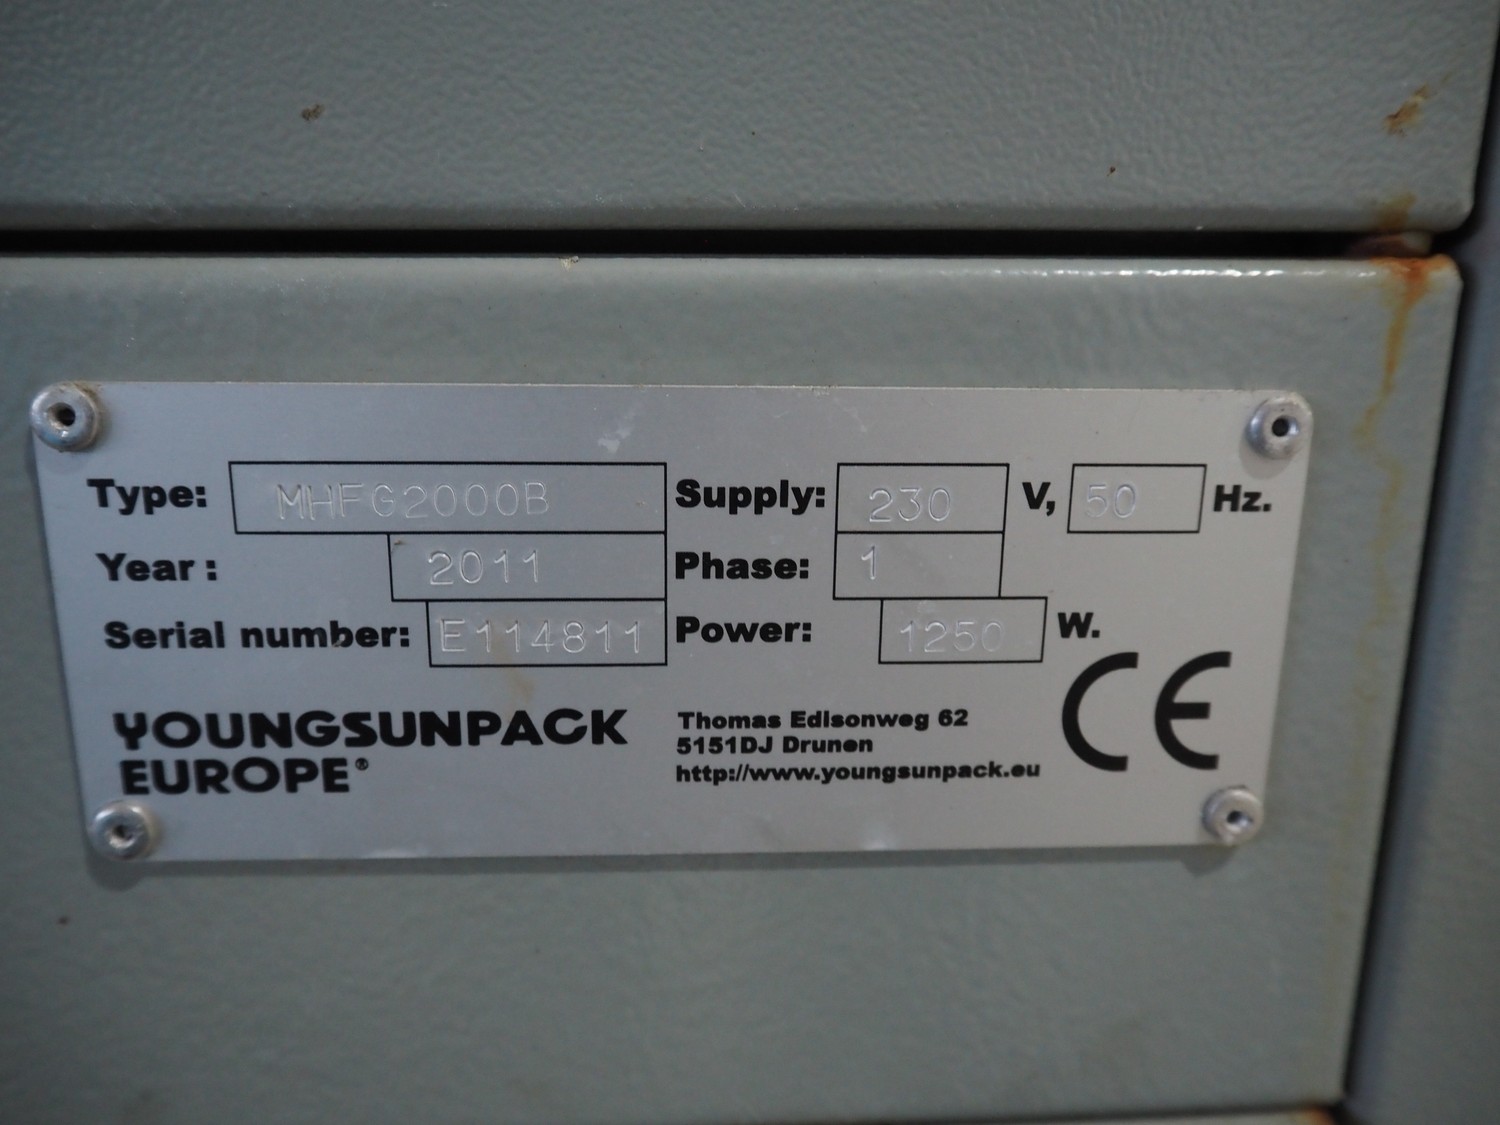 Type: MHFG2000B Supply: 230 V, 50 Hz.
Year: 2011 Phase: 1
Serial number: E114811 Power: 1250 W.
YOUNGSUNPACK
EUROPE®
Thomas Edisonweg 62
5151DJ Drunen
http://www.youngsunpack.eu
CE